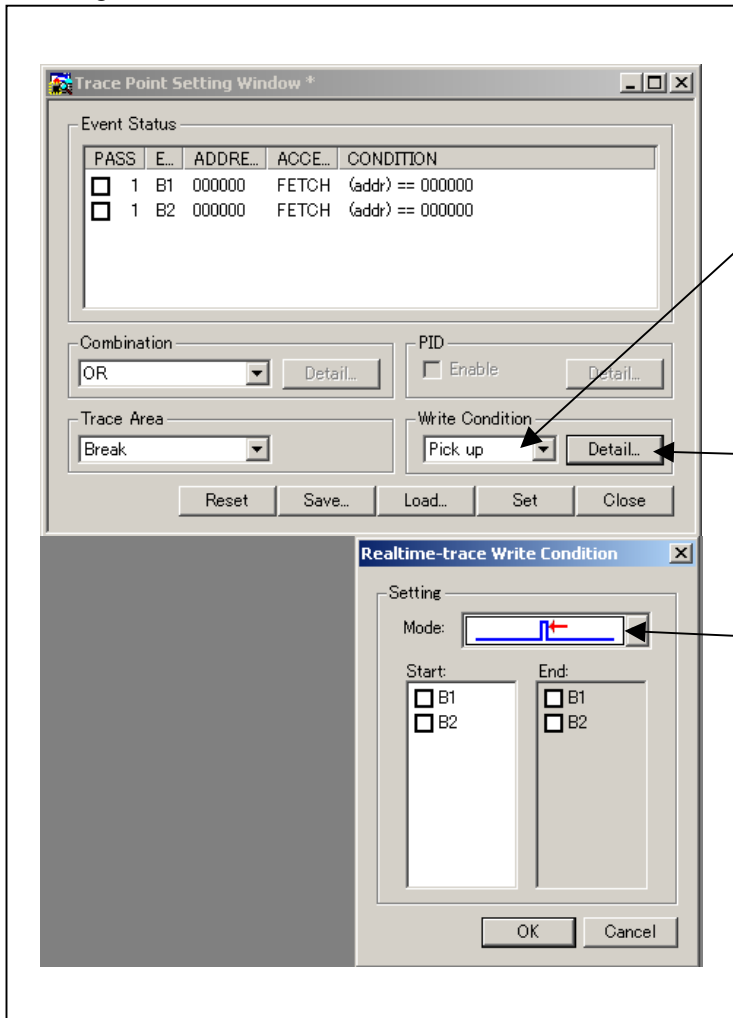 Trace Point Setting Window *
Event Status
PASS E... ADDRE... ACCE... CONDITION
1 B1 000000 FETCH (addr) == 000000
1 B2 000000 FETCH (addr) == 000000
Combination
OR Detail...
PID
Enable Detail...
Trace Area
Break
Write Condition
Pick up Detail...
Reset Save... Load... Set Close
Realtime-trace Write Condition
Setting
Mode:
Start: End:
B1 B1
B2 B2
OK Cancel